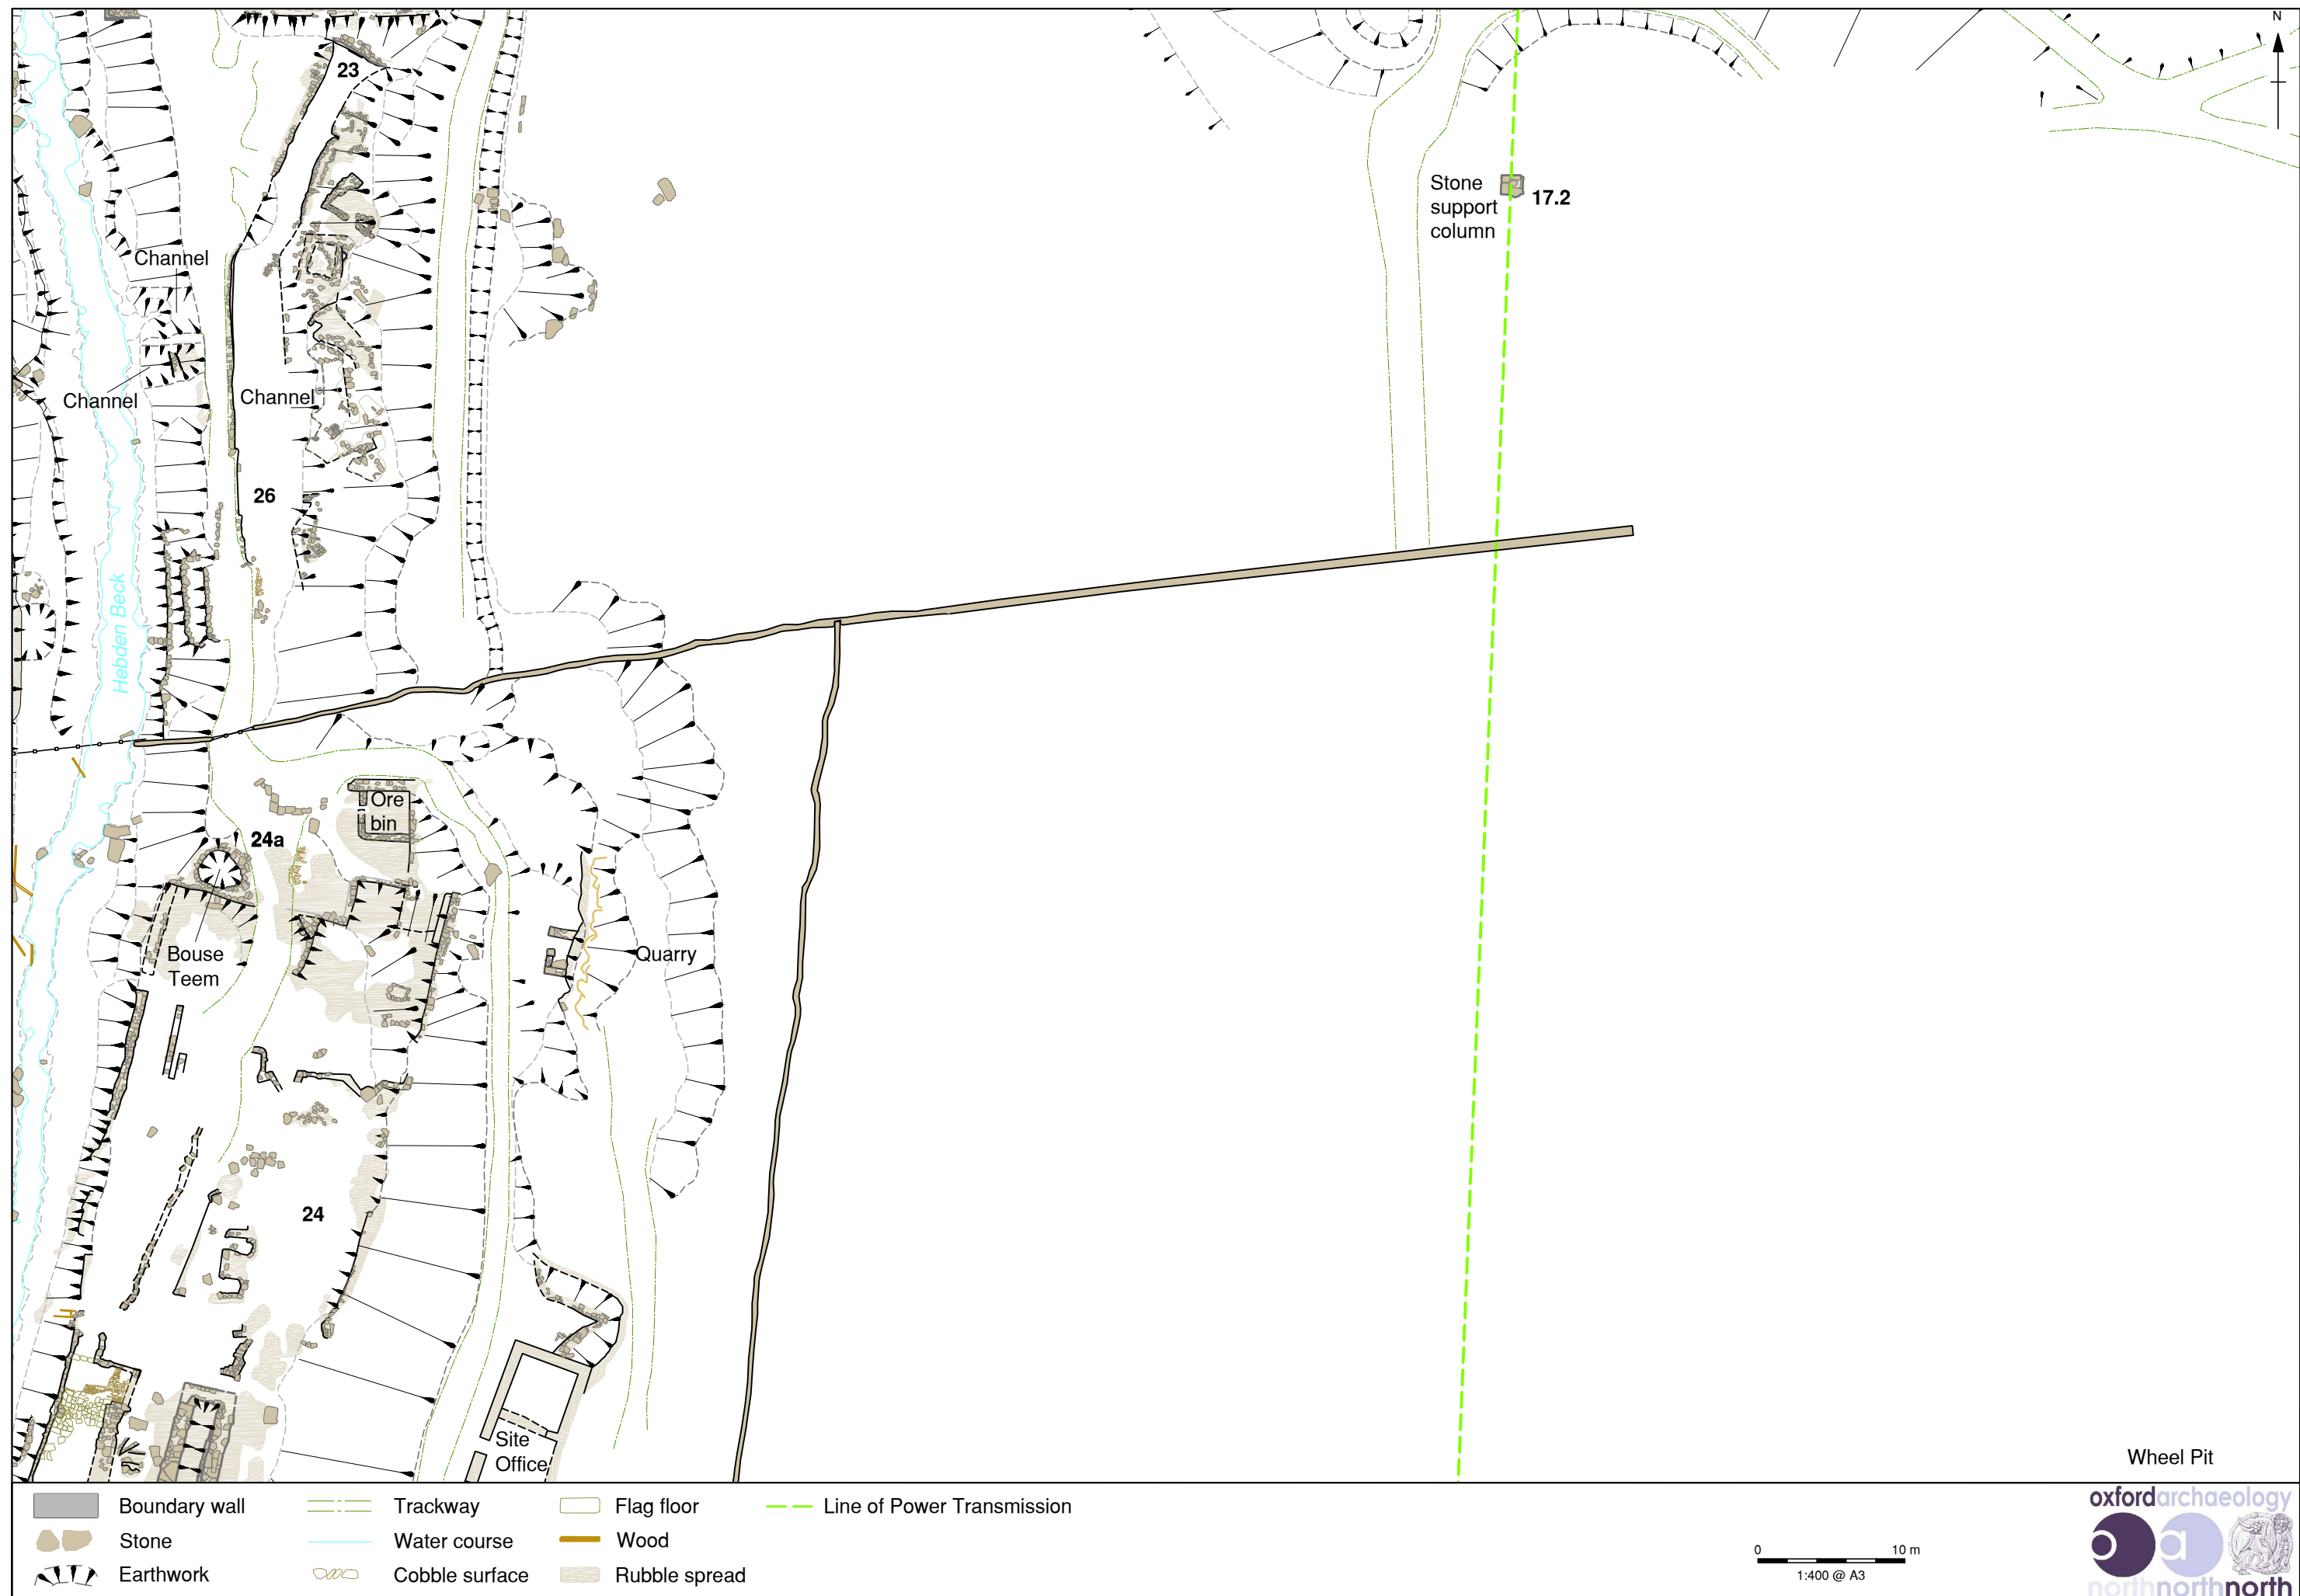 N
23
Stone
support
column
17.2
Channel
Channel
Channel
26
Hebden Beck
Ore
bin
24a
Bouse
Teem
Quarry
24
Site
Office
Wheel Pit
Boundary wall
Stone
Earthwork
Trackway
Water course
Cobble surface
Flag floor
Wood
Rubble spread
Line of Power Transmission
0 10 m
1:400 @ A3
oxfordarchaeology
oa
northnorthnorth